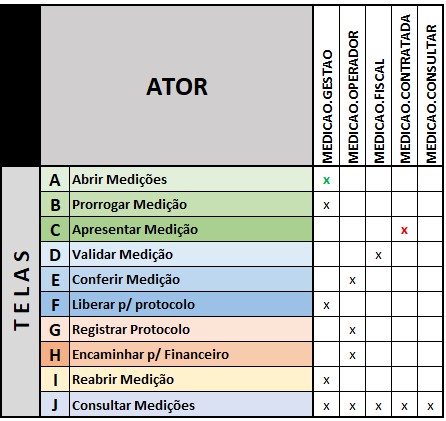 ATOR
MEDICAO.GESTAO
MEDICAO.OPERADOR
MEDICAO.FISCAL
MEDICAO.CONTRATADA
MEDICAO.CONSULTAR
TELAS
A Abrir Medições x
B Prorrogar Medição x
C Apresentar Medição x
D Validar Medição x
E Conferir Medição x
F Liberar p/ protocolo x
G Registrar Protocolo x
H Encaminhar p/ Financeiro x
I Reabrir Medição x
J Consultar Medições x x x x x